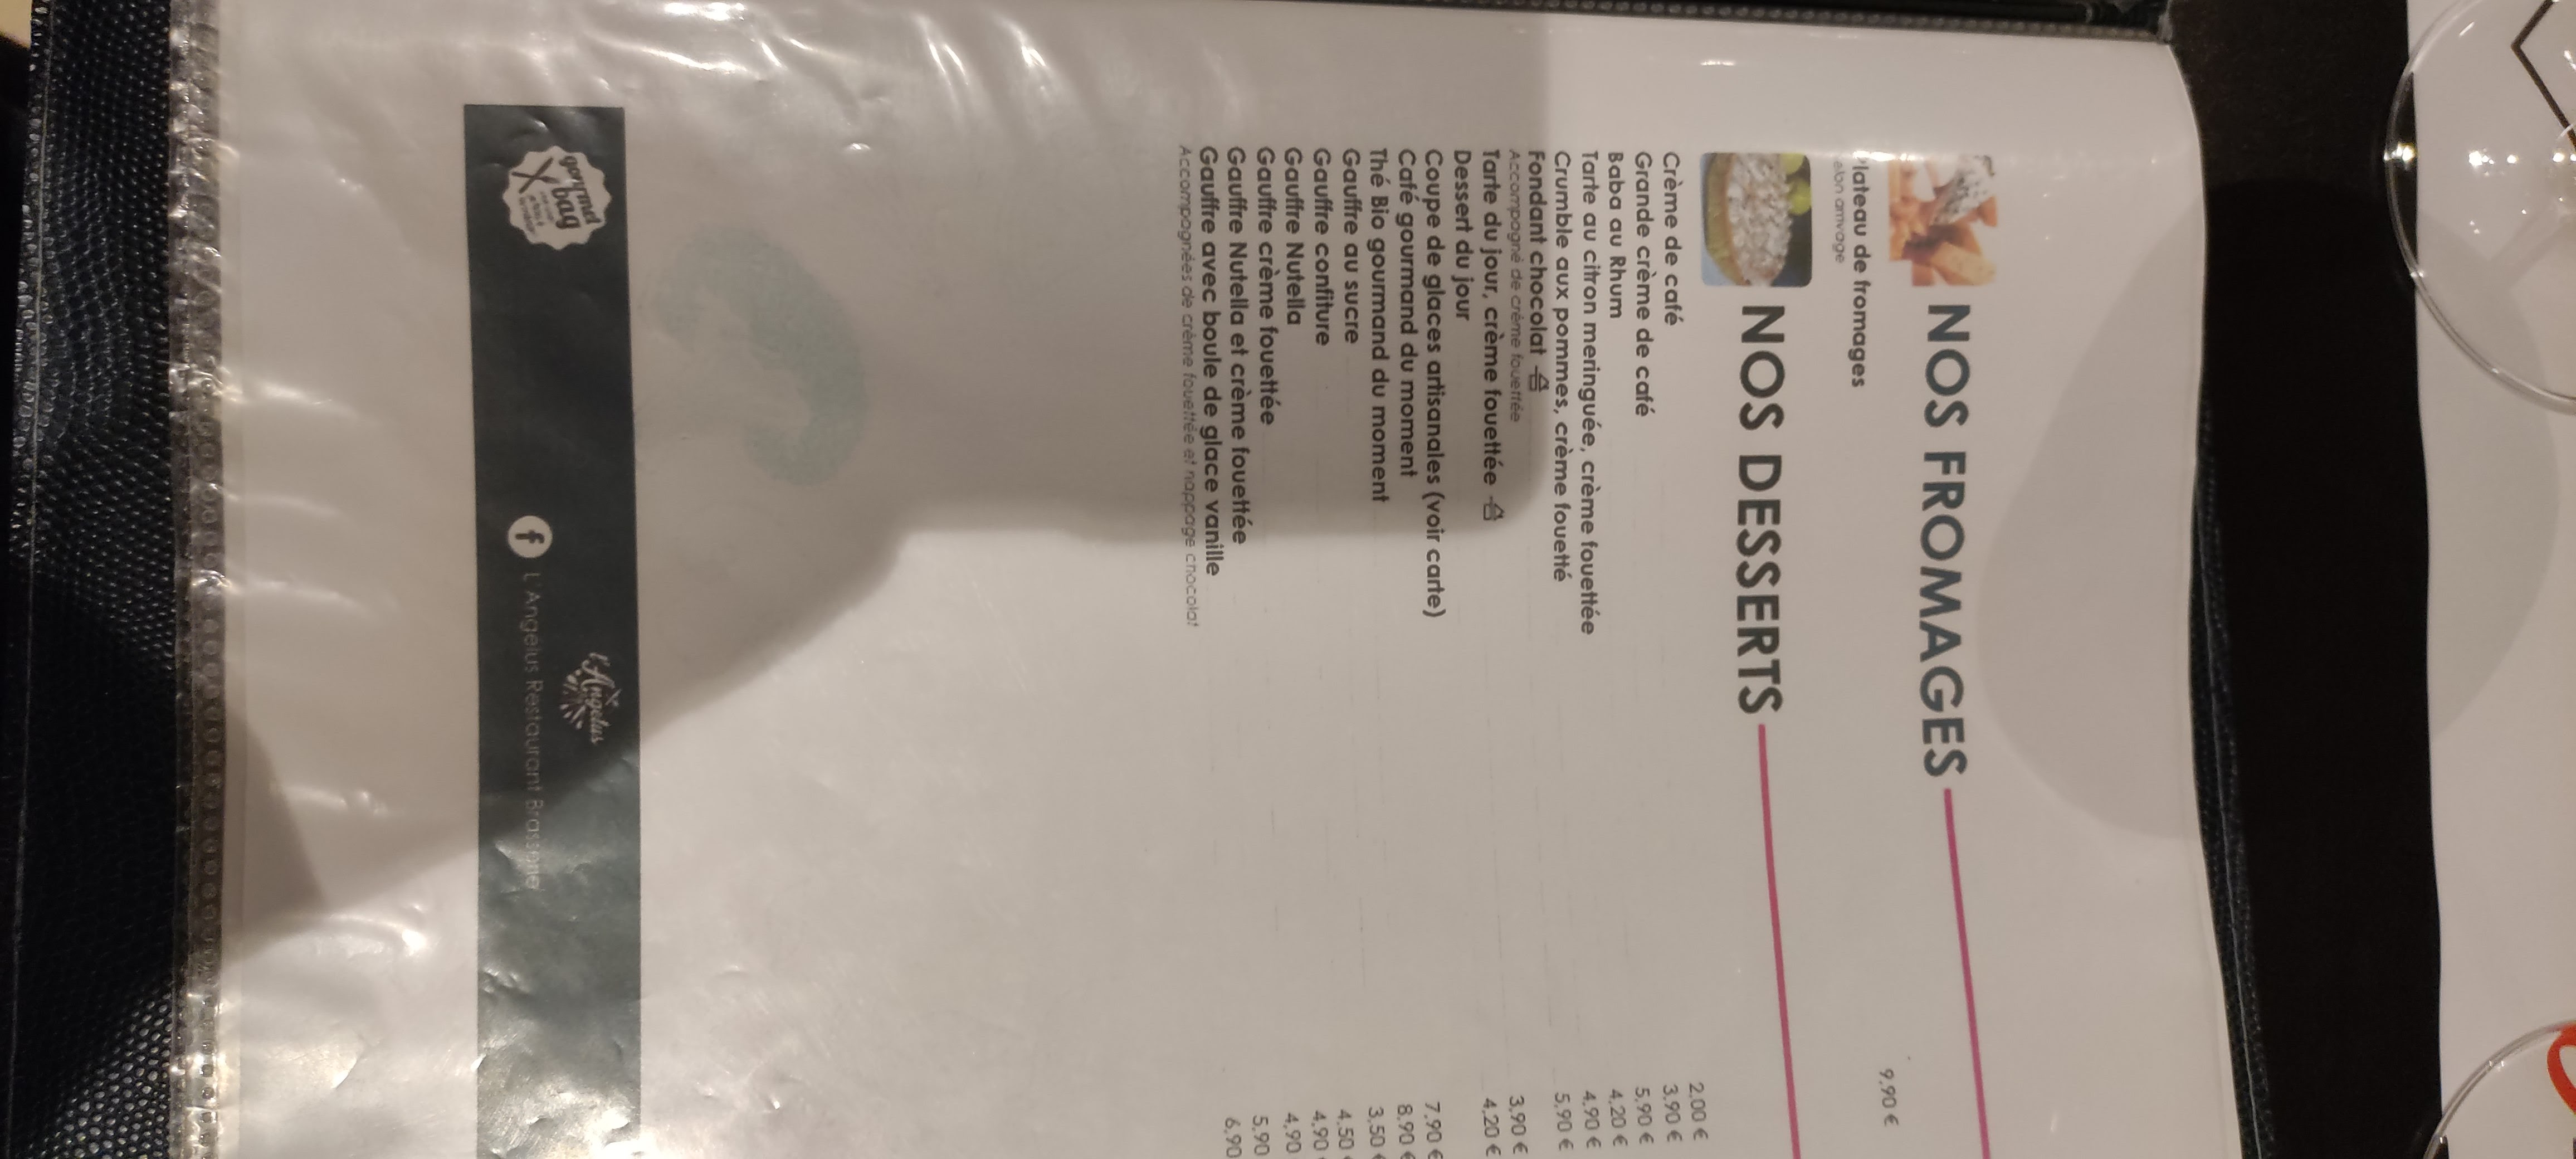 NOS FROMAGES
Plateau de fromages 9,90 €
selon arrivage
NOS DESSERTS
Crème de café 2,00 €
Grande crème de café 3,90 €
Baba au Rhum 5,90 €
Tarte au citron meringuée, crème fouettée 4,20 €
Crumble aux pommes, crème fouetté 4,90 €
Fondant chocolat 5,90 €
Accompagné de crème fouettée
Tarte du jour, crème fouettée 3,90 €
Dessert du jour 4,20 €
Coupe de glaces artisanales (voir carte)
Café gourmand du moment 7,90 €
Thé Bio gourmand du moment 8,90 €
Gauffre au sucre 3,50 €
Gauffre confiture 4,50
Gauffre Nutella 4,90
Gauffre crème fouettée 4,90
Gauffre Nutella et crème fouettée 5,90
Gauffre avec boule de glace vanille 6,90
Accompagnées de crème fouettée et nappage chocolat
gourmet bag
l'Angelus
f L'Angélus Restaurant Brasserie